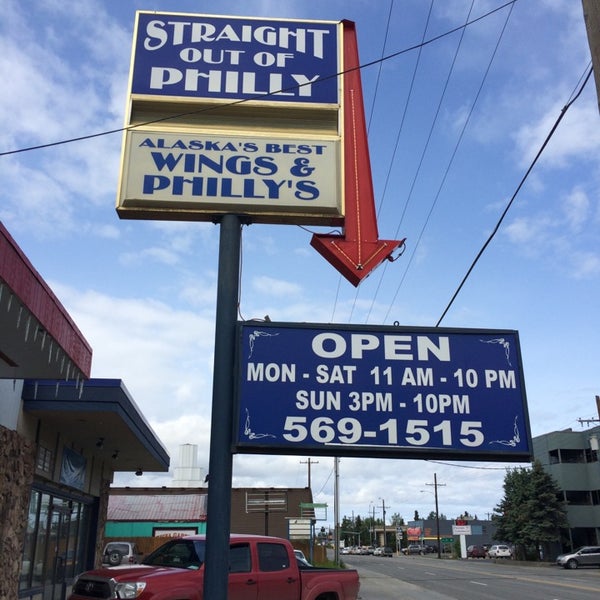 STRAIGHT
OUT OF
PHILLY
ALASKA'S BEST
WINGS &
PHILLY'S
OPEN
MON - SAT 11 AM - 10 PM
SUN 3PM - 10PM
569-1515